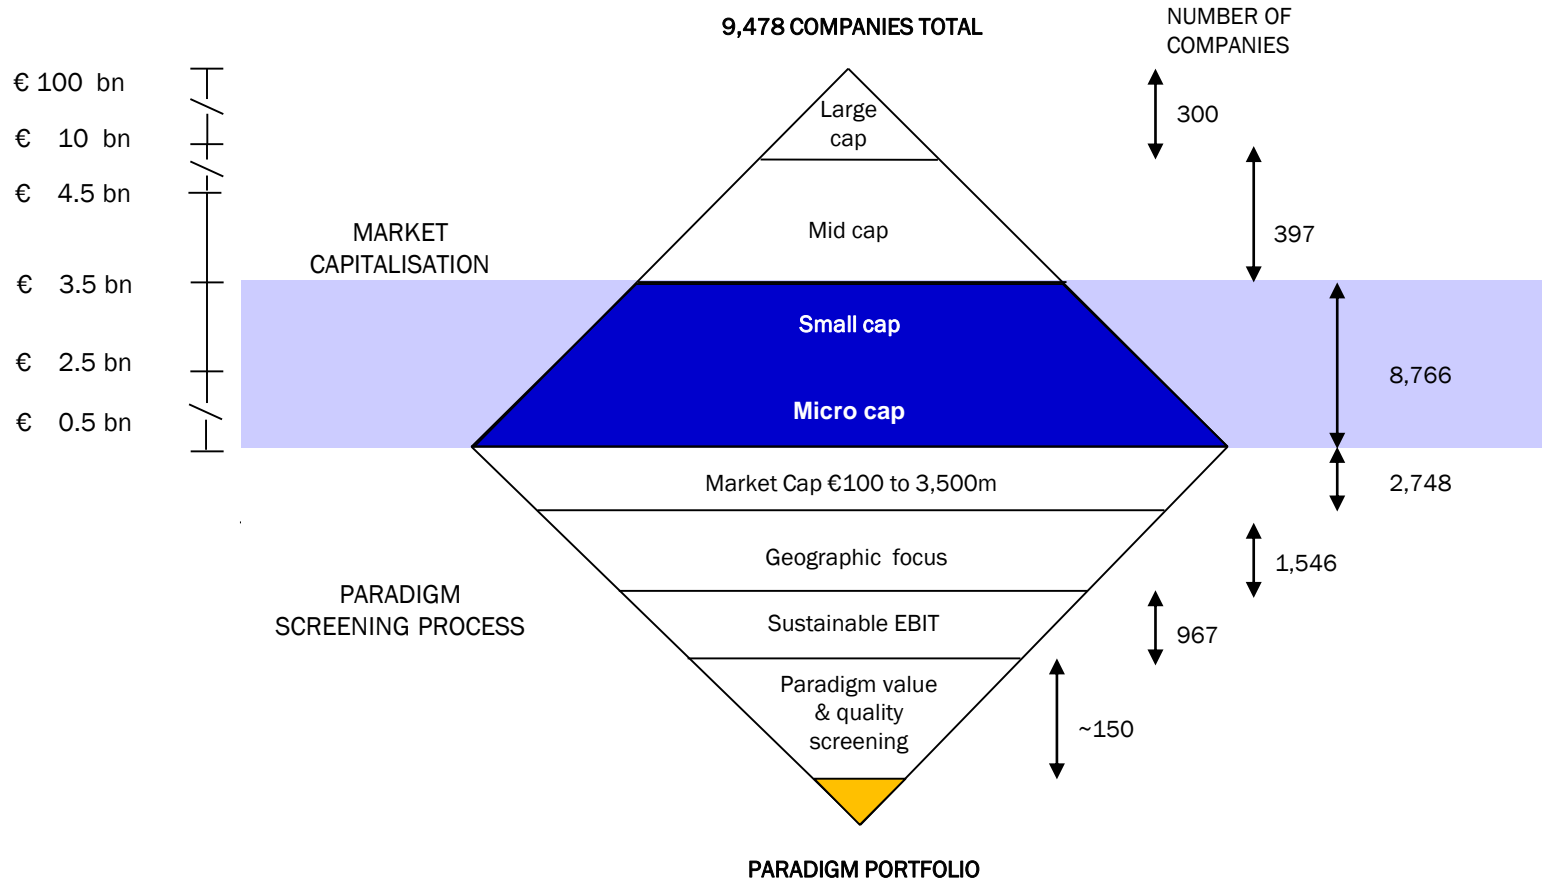 9,478 COMPANIES TOTAL
NUMBER OF
COMPANIES
€ 100 bn
€ 10 bn
€ 4.5 bn
€ 3.5 bn
€ 2.5 bn
€ 0.5 bn
MARKET
CAPITALISATION
Large
cap
300
Mid cap
397
Small cap
Micro cap
8,766
Market Cap €100 to 3,500m
2,748
Geographic focus
1,546
PARADIGM
SCREENING PROCESS
Sustainable EBIT
967
Paradigm value
& quality
screening
~150
PARADIGM PORTFOLIO